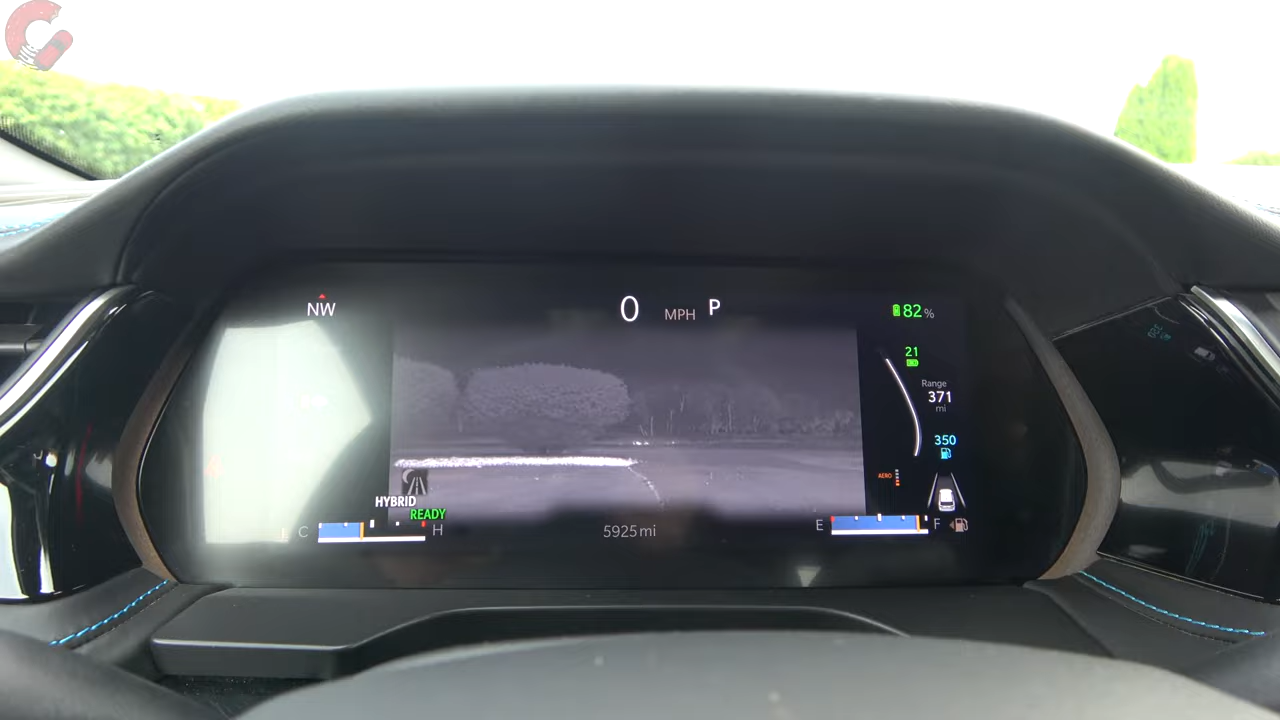 NW
0 MPH P
82 %
21
Range
371
mi
350
AERO
HYBRID
READY
C H
5925 mi
E F